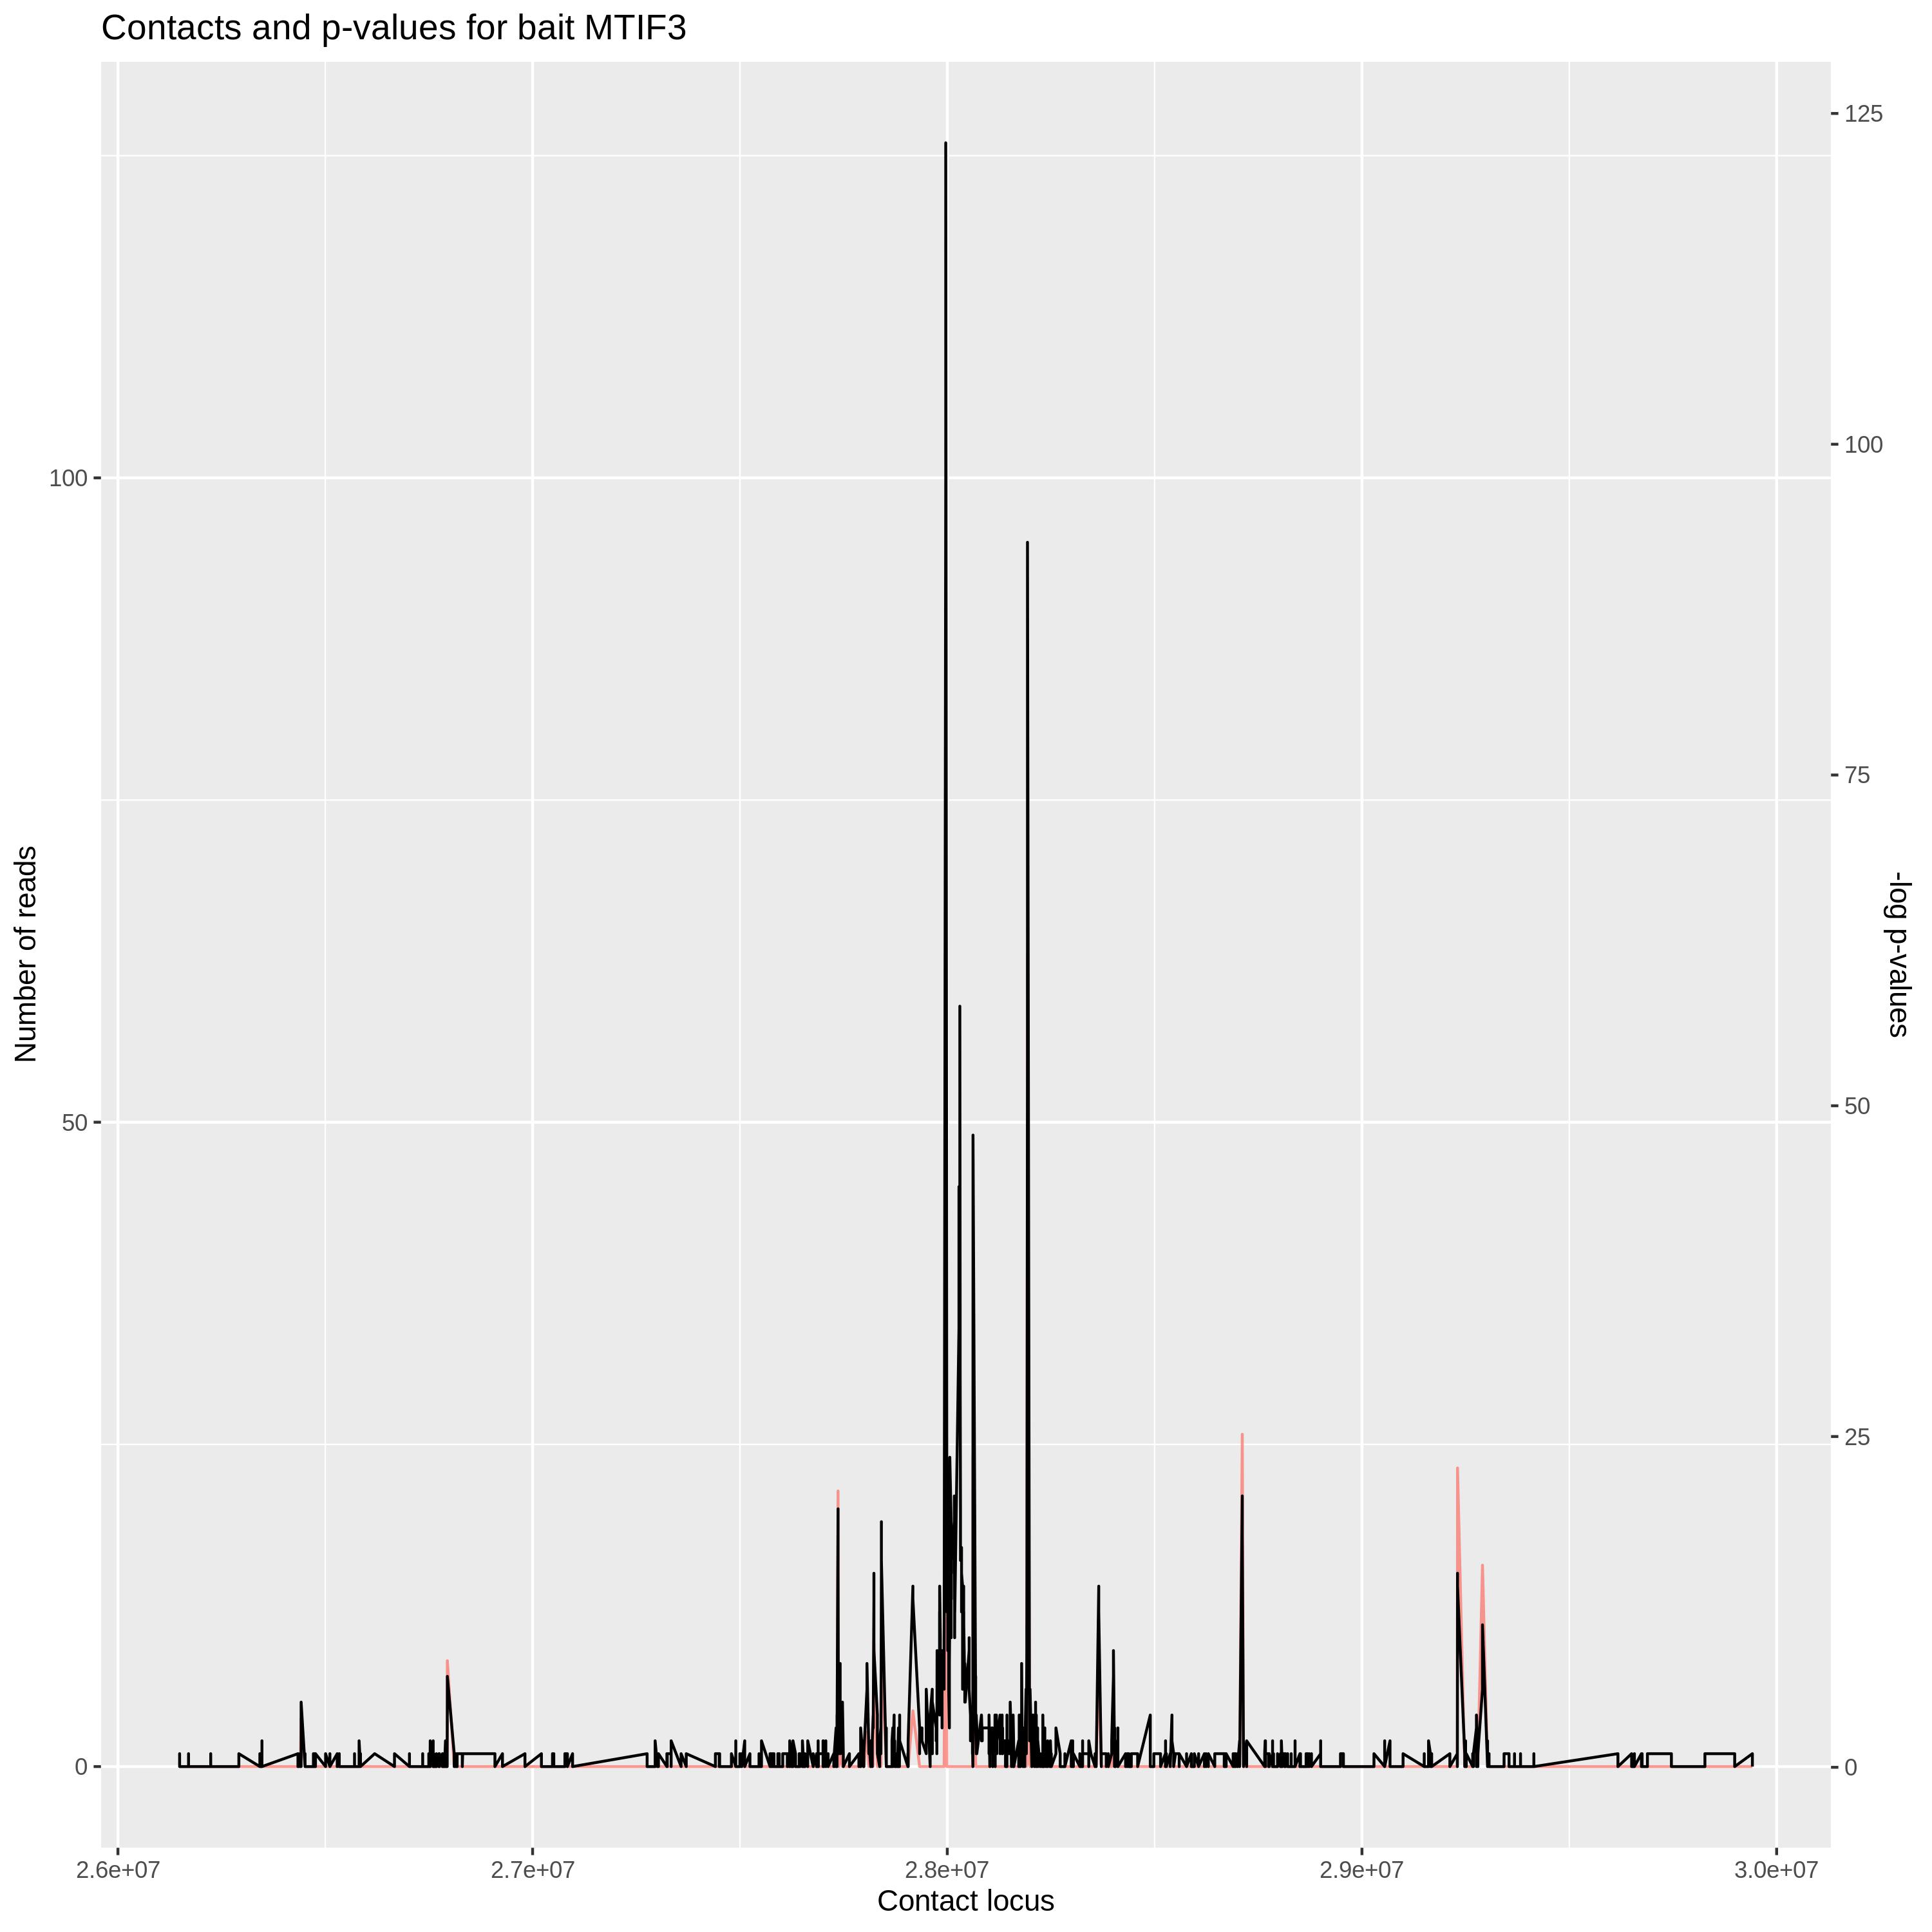 Contacts and p-values for bait MTIF3
125
100
100
75
Number of reads
-log p-values
50
50
25
0
0
2.6e+07 2.7e+07 2.8e+07 2.9e+07 3.0e+07
Contact locus